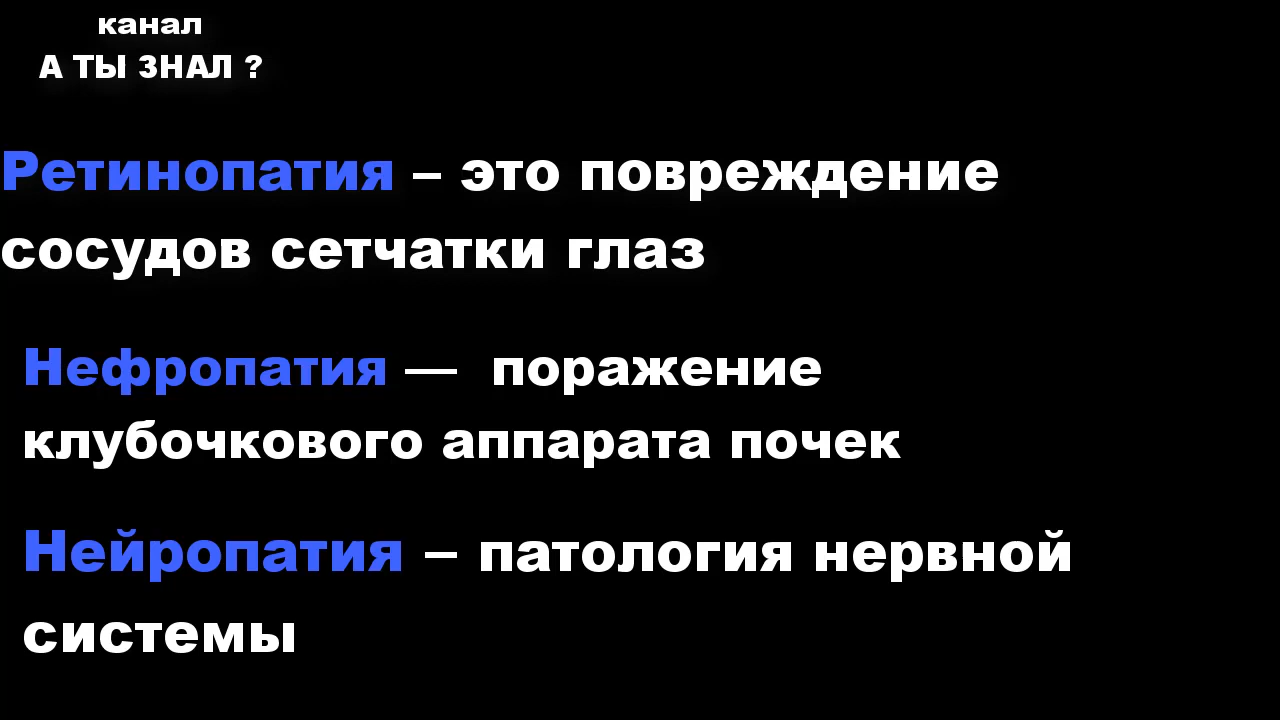 канал
А ТЫ ЗНАЛ ?
Ретинопатия – это повреждение
сосудов сетчатки глаз
Нефропатия — поражение
клубочкового аппарата почек
Нейропатия – патология нервной
системы